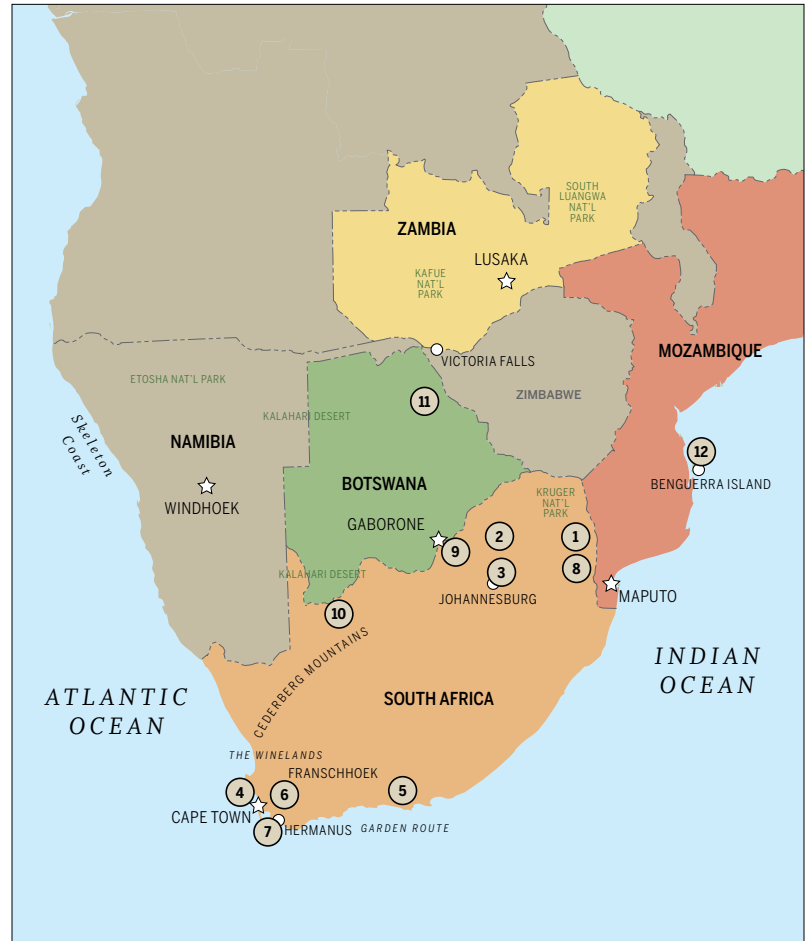 SOUTH
LUANGWA
NAT'L
PARK
ZAMBIA
LUSAKA
KAFUE
NAT'L
PARK
MOZAMBIQUE
VICTORIA FALLS
ETOSHA NAT'L PARK
ZIMBABWE
11
KALAHARI DESERT
Skeleton
Coast
NAMIBIA
12
BENGUERRA ISLAND
BOTSWANA
WINDHOEK
KRUGER
NAT'L
PARK
GABORONE
9
2
1
3
8
KALAHARI DESERT
JOHANNESBURG
MAPUTO
10
CEDERBERG MOUNTAINS
INDIAN
OCEAN
ATLANTIC
OCEAN
SOUTH AFRICA
THE WINELANDS
FRANSCHHOEK
4
6
5
CAPE TOWN
7
HERMANUS
GARDEN ROUTE